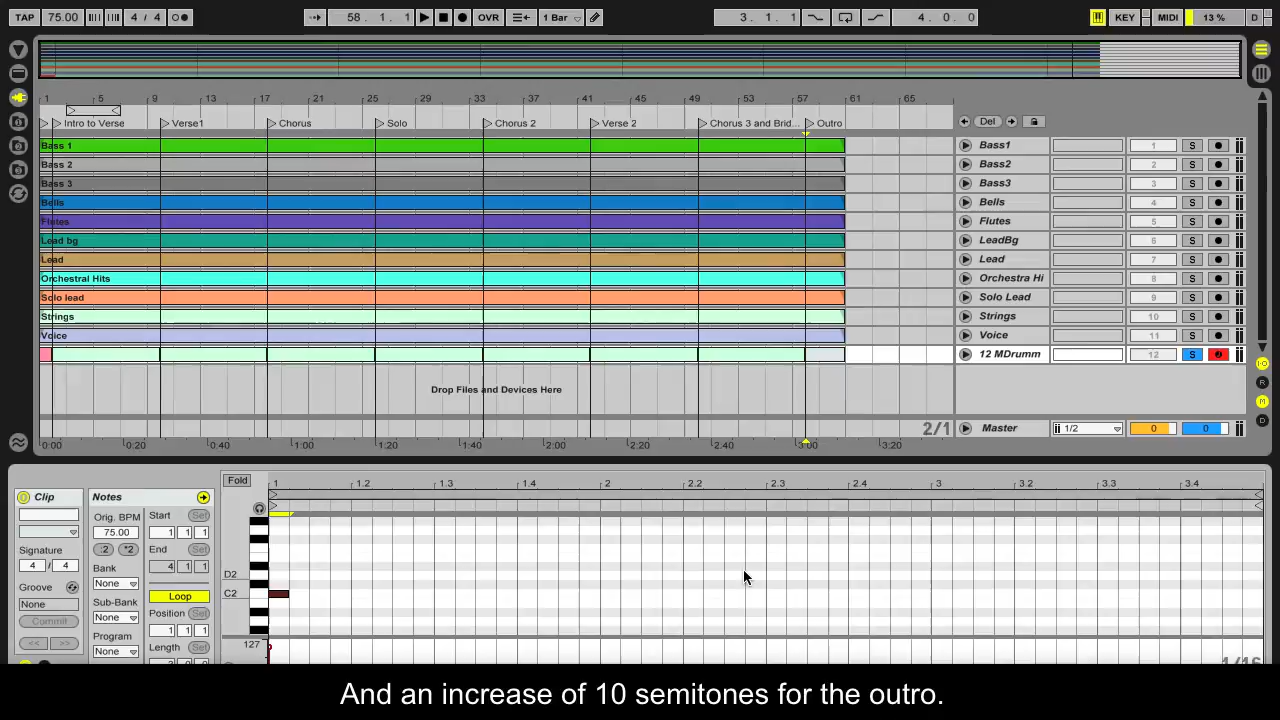 TAP 75.00 4 / 4 58. 1. 1 OVR 1 Bar 3. 1. 1 4. 0. 0 KEY MIDI 13 % D
1 5 9 13 17 21 25 29 33 37 41 45 49 53 57 61 65
Intro to Verse Verse1 Chorus Solo Chorus 2 Verse 2 Chorus 3 and Brid... Outro Del
Bass 1 Bass1 1 S
Bass 2 Bass2 2 S
Bass 3 Bass3 3 S
Bells Bells 4 S
Flutes Flutes 5 S
Lead bg LeadBg 6 S
Lead Lead 7 S
Orchestral Hits Orchestra Hi 8 S
Solo lead Solo Lead 9 S
Strings Strings 10 S
Voice Voice 11 S
12 MDrumm 12 S
Drop Files and Devices Here
2/1 Master 1/2 0 0
0:00 0:20 0:40 1:00 1:20 1:40 2:00 2:20 2:40 3:00 3:20
Fold 1 1.2 1.3 1.4 2 2.2 2.3 2.4 3 3.2 3.3 3.4
Clip Notes
Orig. BPM Start Set
75.00 1 1 1
Signature :2 *2 End Set
4 / 4 Bank 4 1 1
Groove None Loop
None Sub-Bank Position Set
Commit None 1 1 1
<< >> Program Length Set
None
D2
C2
127
1/16
And an increase of 10 semitones for the outro.